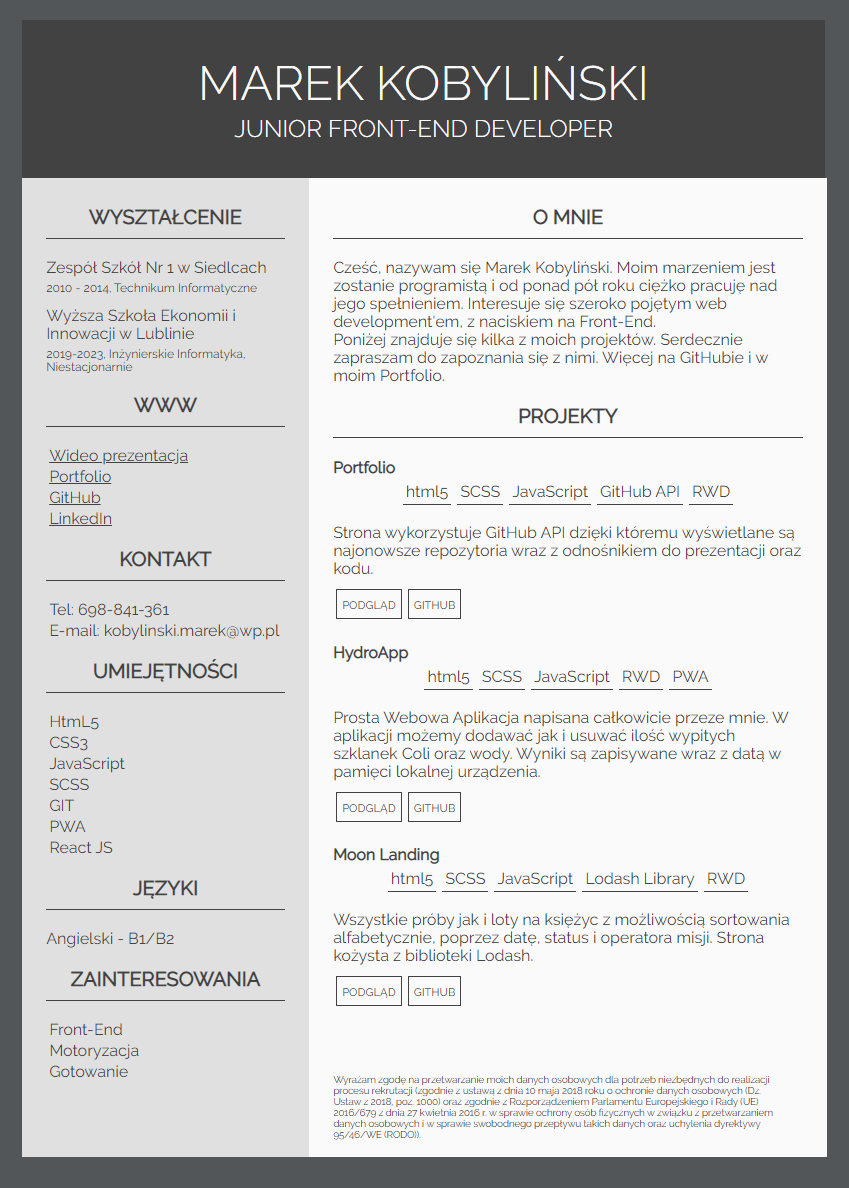 MAREK KOBYLIŃSKI
JUNIOR FRONT-END DEVELOPER
WYSZTAŁCENIE
Zespół Szkół Nr 1 w Siedlcach
2010 - 2014, Technikum Informatyczne
Wyższa Szkoła Ekonomii i
Innowacji w Lublinie
2019-2023, Inżynierskie Informatyka,
Niestacjonarnie
WWW
Wideo prezentacja
Portfolio
GitHub
LinkedIn
KONTAKT
Tel: 698-841-361
E-mail: kobylinski.marek@wp.pl
UMIEJĘTNOŚCI
HtmL5
CSS3
JavaScript
SCSS
GIT
PWA
React JS
JĘZYKI
Angielski - B1/B2
ZAINTERESOWANIA
Front-End
Motoryzacja
Gotowanie
O MNIE
Cześć, nazywam się Marek Kobyliński. Moim marzeniem jest
zostanie programistą i od ponad pół roku ciężko pracuję nad
jego spełnieniem. Interesuje się szeroko pojętym web
development'em, z naciskiem na Front-End.
Poniżej znajduje się kilka z moich projektów. Serdecznie
zapraszam do zapoznania się z nimi. Więcej na GitHubie i w
moim Portfolio.
PROJEKTY
Portfolio
html5 SCSS JavaScript GitHub API RWD
Strona wykorzystuje GitHub API dzięki któremu wyświetlane są
najonowsze repozytoria wraz z odnośnikiem do prezentacji oraz
kodu.
PODGLĄD GITHUB
HydroApp
html5 SCSS JavaScript RWD PWA
Prosta Webowa Aplikacja napisana całkowicie przeze mnie. W
aplikacji możemy dodawać jak i usuwać ilość wypitych
szklanek Coli oraz wody. Wyniki są zapisywane wraz z datą w
pamięci lokalnej urządzenia.
PODGLĄD GITHUB
Moon Landing
html5 SCSS JavaScript Lodash Library RWD
Wszystkie próby jak i loty na księżyc z możliwością sortowania
alfabetycznie, poprzez datę, status i operatora misji. Strona
kożysta z biblioteki Lodash.
PODGLĄD GITHUB
Wyrażam zgodę na przetwarzanie moich danych osobowych dla potrzeb niezbędnych do realizacji
procesu rekrutacji (zgodnie z ustawą z dnia 10 maja 2018 roku o ochronie danych osobowych (Dz.
Ustaw z 2018, poz. 1000) oraz zgodnie z Rozporządzeniem Parlamentu Europejskiego i Rady (UE)
2016/679 z dnia 27 kwietnia 2016 r. w sprawie ochrony osób fizycznych w związku z przetwarzaniem
danych osobowych i w sprawie swobodnego przepływu takich danych oraz uchylenia dyrektywy
95/46/WE (RODO)).